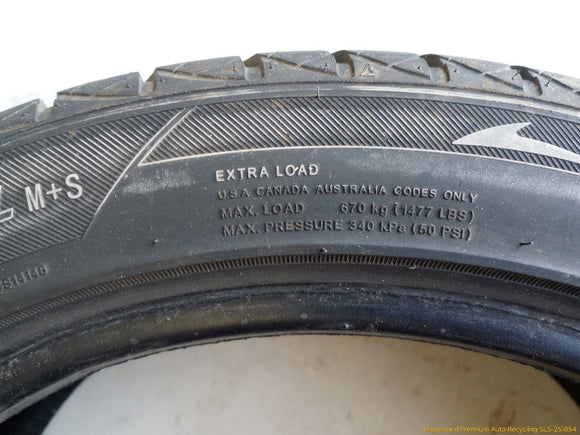 EXTRA LOAD
U.S.A. CANADA AUSTRALIA CODES ONLY
MAX. LOAD 670 kg (1477 LBS)
MAX. PRESSURE 340 kPa (50 PSI)
M+S
Playground Premium Auto Recycling-SLS-251854